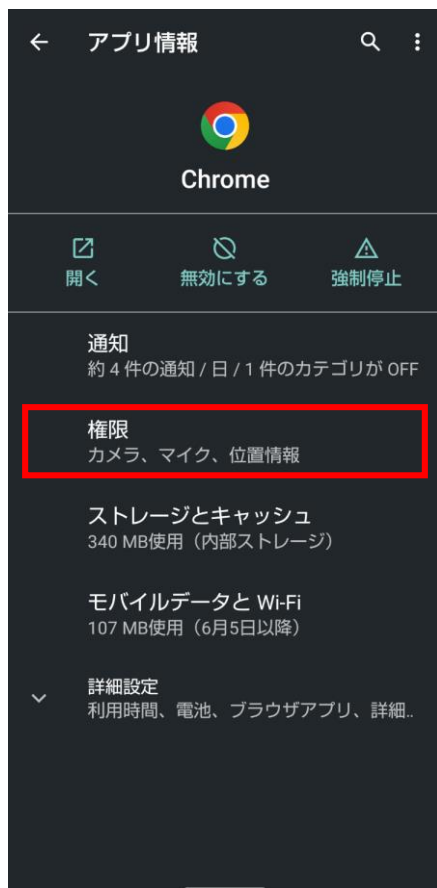 アプリ情報
Chrome
開く 無効にする 強制停止
通知
約 4 件の通知 / 日 / 1 件のカテゴリが OFF
権限
カメラ、マイク、位置情報
ストレージとキャッシュ
340 MB使用（内部ストレージ）
モバイルデータと Wi-Fi
107 MB使用（6月5日以降）
詳細設定
利用時間、電池、ブラウザアプリ、詳細..